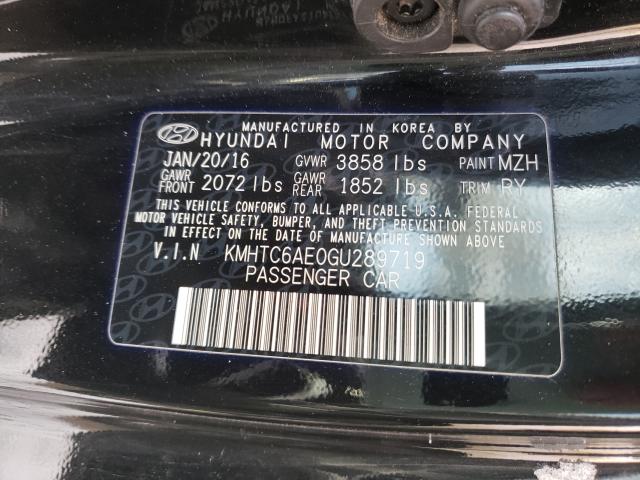 MANUFACTURED IN KOREA BY
HYUNDAI MOTOR COMPANY
JAN/20/16 GVWR 3858 lbs PAINT MZH
GAWR FRONT 2072 lbs GAWR REAR 1852 lbs TRIM RY
THIS VEHICLE CONFORMS TO ALL APPLICABLE U.S.A. FEDERAL
MOTOR VEHICLE SAFETY, BUMPER, AND THEFT PREVENTION STANDARDS
IN EFFECT ON THE DATE OF MANUFACTURE SHOWN ABOVE.
V.I.N KMHTC6AE0GU289719
PASSENGER CAR